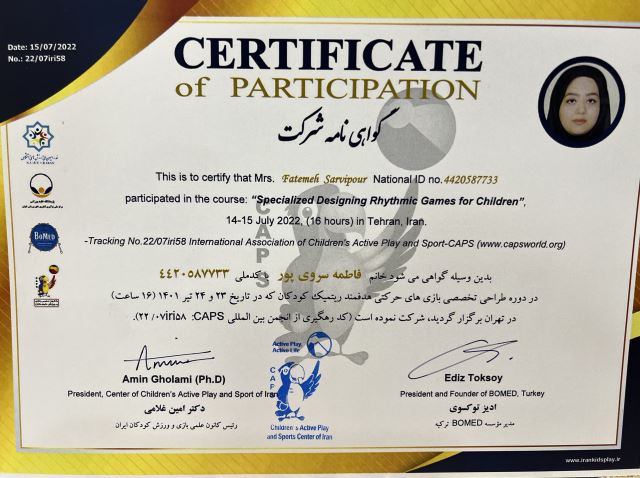 Date: 15/07/2022
No.: 22/07iri58
CERTIFICATE
of PARTICIPATION
گواهی نامه شرکت
This is to certify that Mrs. Fatemeh Sarvipour National ID no.4420587733
participated in the course: “Specialized Designing Rhythmic Games for Children”,
14-15 July 2022, (16 hours) in Tehran, Iran.
-Tracking No.22/07iri58 International Association of Children's Active Play and Sport-CAPS (www.capsworld.org)
بدین وسیله گواهی می شود خانم فاطمه سروی پور با کدملی ۴۴۲۰۵۸۷۷۳۳
در دوره طراحی تخصصی بازی های حرکتی هدفمند ریتمیک کودکان که در تاریخ ۲۳ و ۲۴ تیر ۱۴۰۱ (۱۶ ساعت)
در تهران برگزار گردید، شرکت نموده است (کد رهگیری از انجمن بین المللی CAPS: ۲۲/۰۷iri۵۸).
CAPS
BOMED
Amin Gholami (Ph.D)
President, Center of Children's Active Play and Sport of Iran
دکتر امین غلامی
رئیس کانون علمی بازی و ورزش کودکان ایران
Active Play
Active Life
CAPS
Children's Active Play
and Sports Center of Iran
Ediz Toksoy
President and Founder of BOMED, Turkey
ادیز توکسوی
مدیر مؤسسه BOMED ترکیه
www.irankidsplay.ir